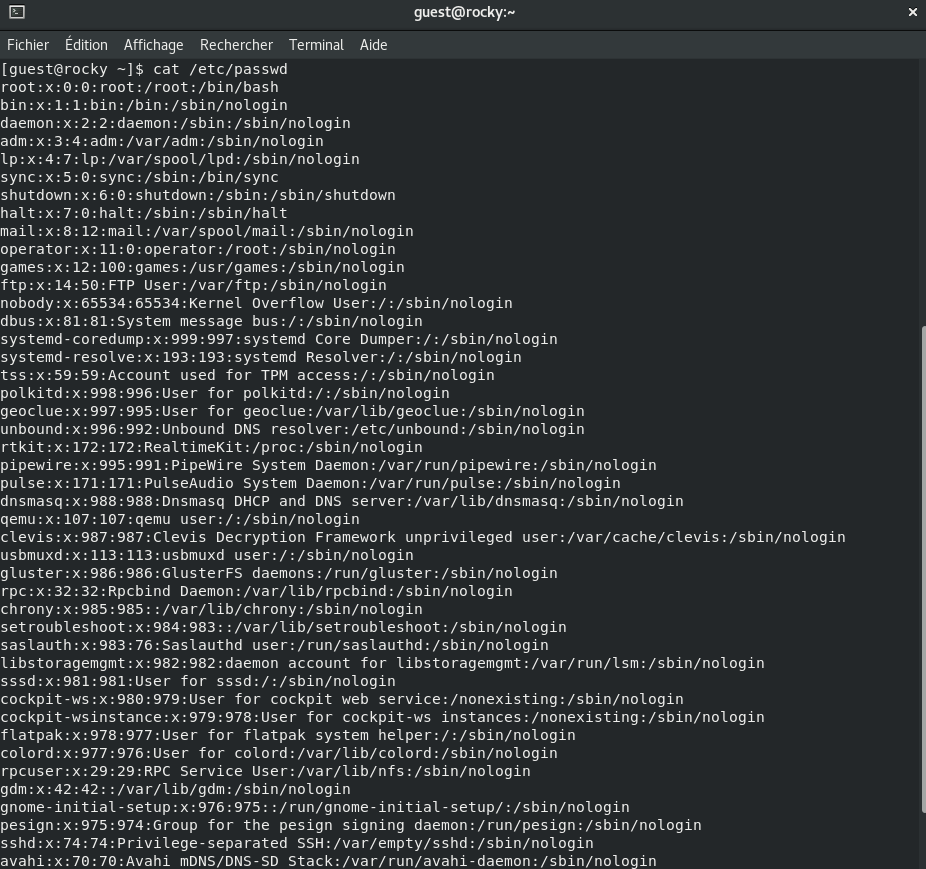 guest@rocky:~
Fichier Édition Affichage Rechercher Terminal Aide
[guest@rocky ~]$ cat /etc/passwd
root:x:0:0:root:/root:/bin/bash
bin:x:1:1:bin:/bin:/sbin/nologin
daemon:x:2:2:daemon:/sbin:/sbin/nologin
adm:x:3:4:adm:/var/adm:/sbin/nologin
lp:x:4:7:lp:/var/spool/lpd:/sbin/nologin
sync:x:5:0:sync:/sbin:/bin/sync
shutdown:x:6:0:shutdown:/sbin:/sbin/shutdown
halt:x:7:0:halt:/sbin:/sbin/halt
mail:x:8:12:mail:/var/spool/mail:/sbin/nologin
operator:x:11:0:operator:/root:/sbin/nologin
games:x:12:100:games:/usr/games:/sbin/nologin
ftp:x:14:50:FTP User:/var/ftp:/sbin/nologin
nobody:x:65534:65534:Kernel Overflow User:/:/sbin/nologin
dbus:x:81:81:System message bus:/:/sbin/nologin
systemd-coredump:x:999:997:systemd Core Dumper:/:/sbin/nologin
systemd-resolve:x:193:193:systemd Resolver:/:/sbin/nologin
tss:x:59:59:Account used for TPM access:/:/sbin/nologin
polkitd:x:998:996:User for polkitd:/:/sbin/nologin
geoclue:x:997:995:User for geoclue:/var/lib/geoclue:/sbin/nologin
unbound:x:996:992:Unbound DNS resolver:/etc/unbound:/sbin/nologin
rtkit:x:172:172:RealtimeKit:/proc:/sbin/nologin
pipewire:x:995:991:PipeWire System Daemon:/var/run/pipewire:/sbin/nologin
pulse:x:171:171:PulseAudio System Daemon:/var/run/pulse:/sbin/nologin
dnsmasq:x:988:988:Dnsmasq DHCP and DNS server:/var/lib/dnsmasq:/sbin/nologin
qemu:x:107:107:qemu user:/:/sbin/nologin
clevis:x:987:987:Clevis Decryption Framework unprivileged user:/var/cache/clevis:/sbin/nologin
usbmuxd:x:113:113:usbmuxd user:/:/sbin/nologin
gluster:x:986:986:GlusterFS daemons:/run/gluster:/sbin/nologin
rpc:x:32:32:Rpcbind Daemon:/var/lib/rpcbind:/sbin/nologin
chrony:x:985:985::/var/lib/chrony:/sbin/nologin
setroubleshoot:x:984:983::/var/lib/setroubleshoot:/sbin/nologin
saslauth:x:983:76:Saslauthd user:/run/saslauthd:/sbin/nologin
libstoragemgmt:x:982:982:daemon account for libstoragemgmt:/var/run/lsm:/sbin/nologin
sssd:x:981:981:User for sssd:/:/sbin/nologin
cockpit-ws:x:980:979:User for cockpit web service:/nonexisting:/sbin/nologin
cockpit-wsinstance:x:979:978:User for cockpit-ws instances:/nonexisting:/sbin/nologin
flatpak:x:978:977:User for flatpak system helper:/:/sbin/nologin
colord:x:977:976:User for colord:/var/lib/colord:/sbin/nologin
rpcuser:x:29:29:RPC Service User:/var/lib/nfs:/sbin/nologin
gdm:x:42:42::/var/lib/gdm:/sbin/nologin
gnome-initial-setup:x:976:975::/run/gnome-initial-setup/:/sbin/nologin
pesign:x:975:974:Group for the pesign signing daemon:/run/pesign:/sbin/nologin
sshd:x:74:74:Privilege-separated SSH:/var/empty/sshd:/sbin/nologin
avahi:x:70:70:Avahi mDNS/DNS-SD Stack:/var/run/avahi-daemon:/sbin/nologin